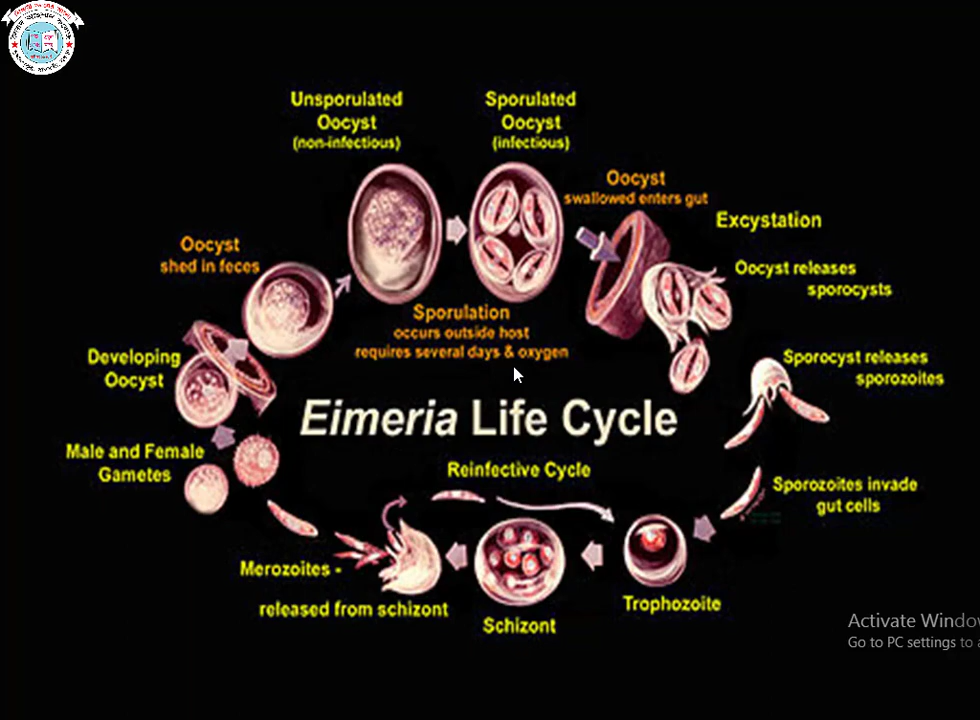 Unsporulated
Oocyst
(non-infectious)
Sporulated
Oocyst
(infectious)
Oocyst
swallowed enters gut
Excystation
Oocyst releases
sporocysts
Sporocyst releases
sporozoites
Sporozoites invade
gut cells
Oocyst
shed in feces
Sporulation
occurs outside host
requires several days & oxygen
Developing
Oocyst
Male and Female
Gametes
Eimeria Life Cycle
Reinfective Cycle
Merozoites -
released from schizont
Schizont
Trophozoite
Activate Windo
Go to PC settings to a